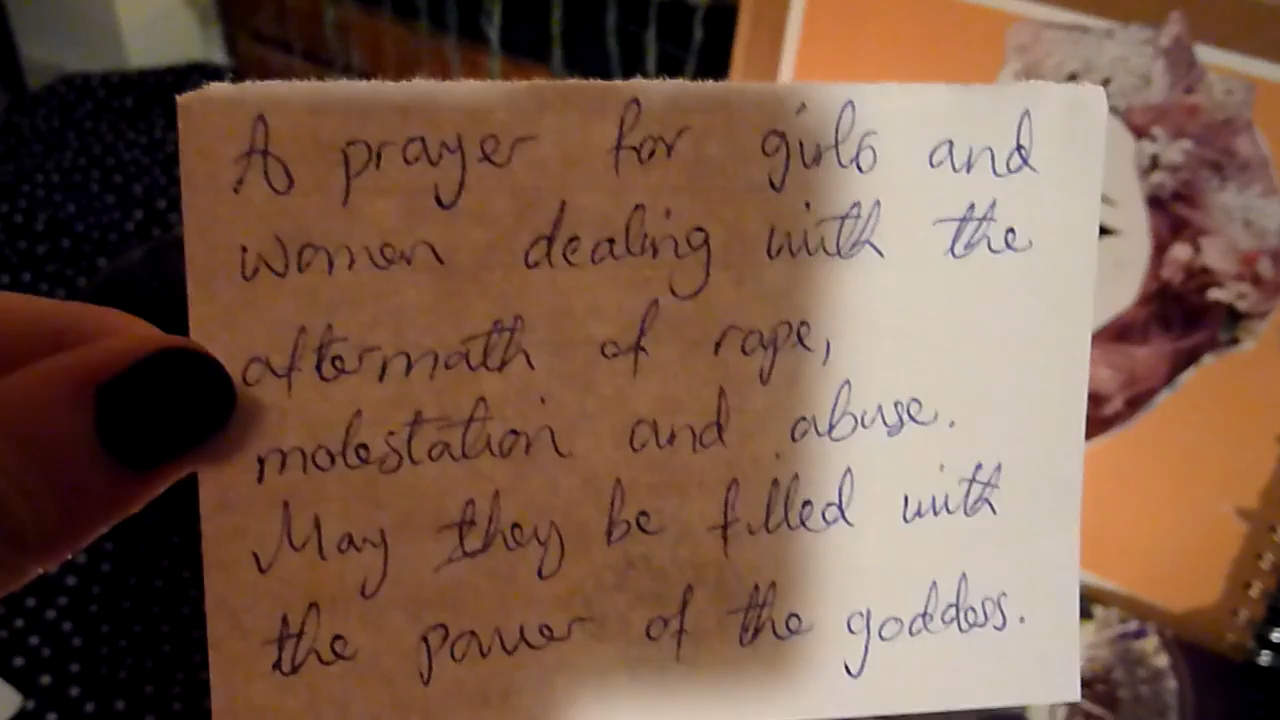 A prayer for girls and
women dealing with the
aftermath of rape,
molestation and abuse.
May they be filled with
the power of the goddess.